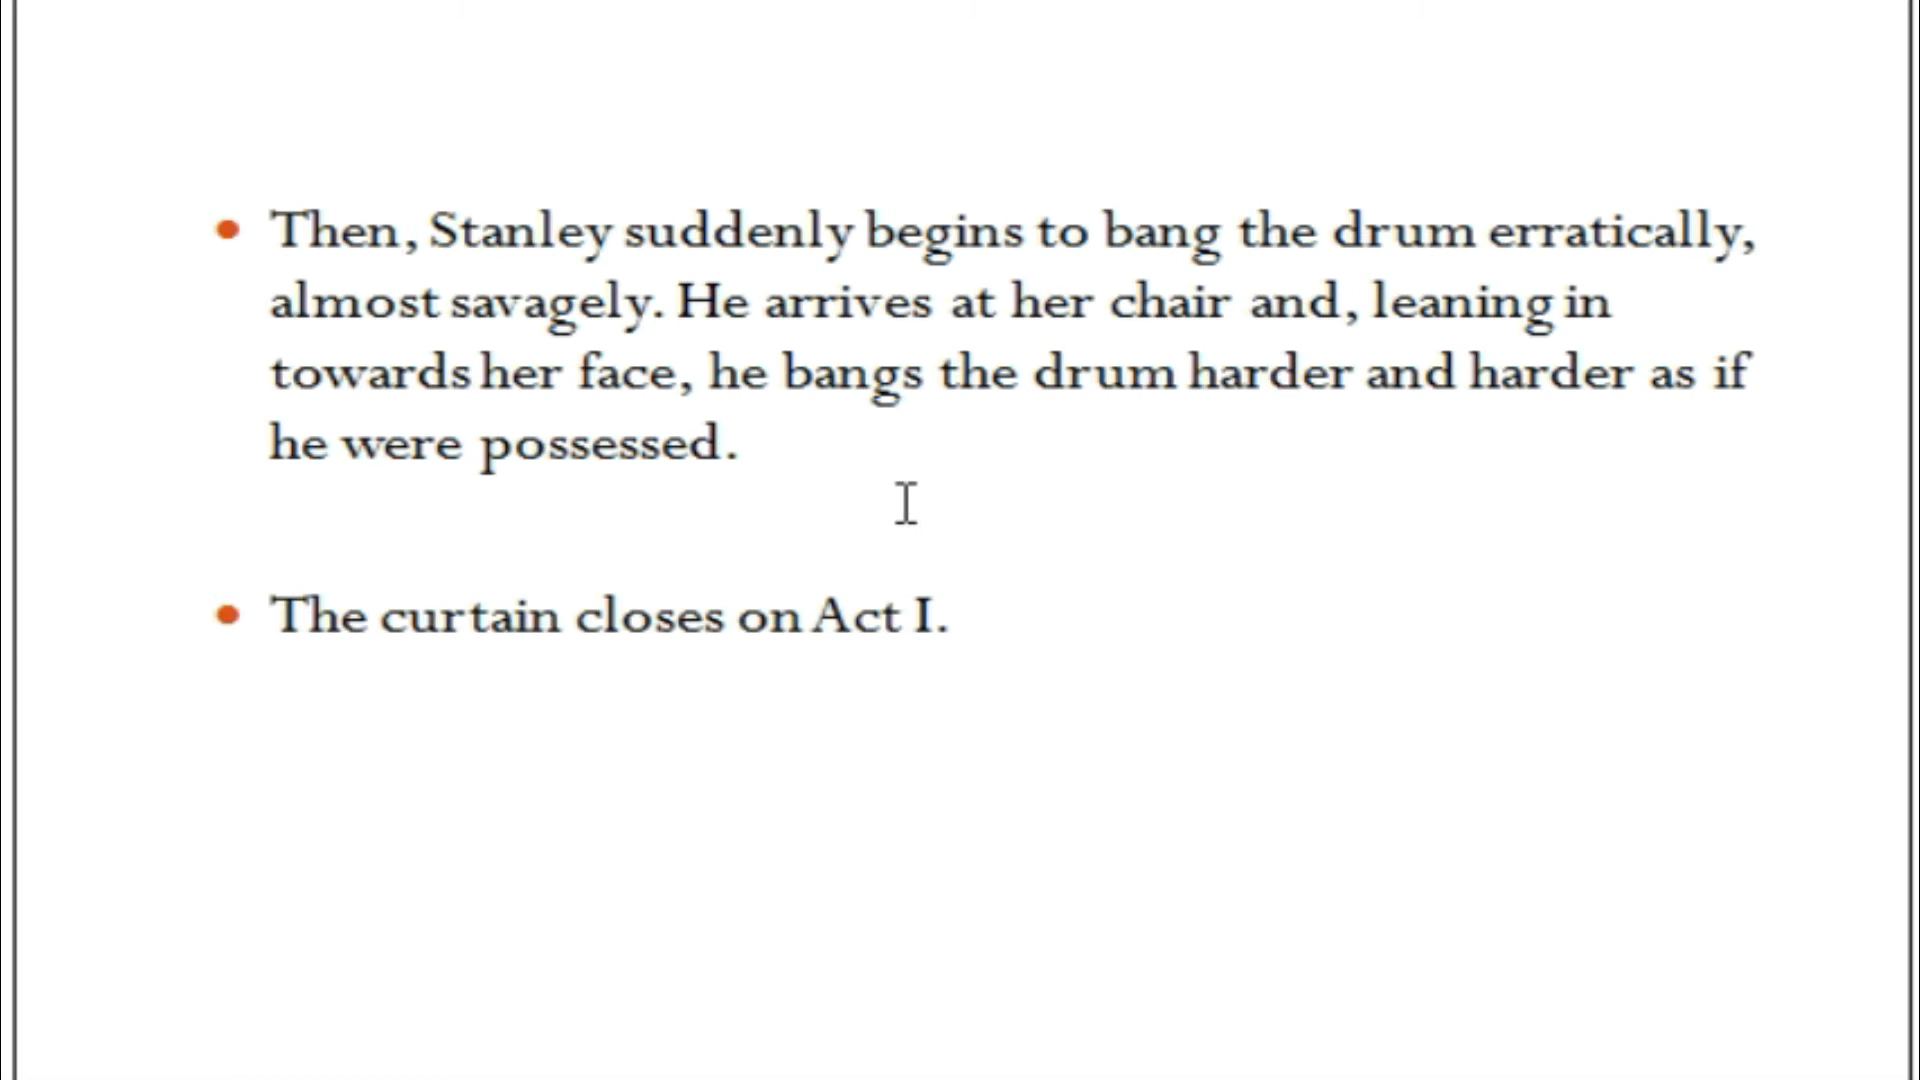 • Then, Stanley suddenly begins to bang the drum erratically,
almost savagely. He arrives at her chair and, leaning in
towards her face, he bangs the drum harder and harder as if
he were possessed.
• The curtain closes on Act I.